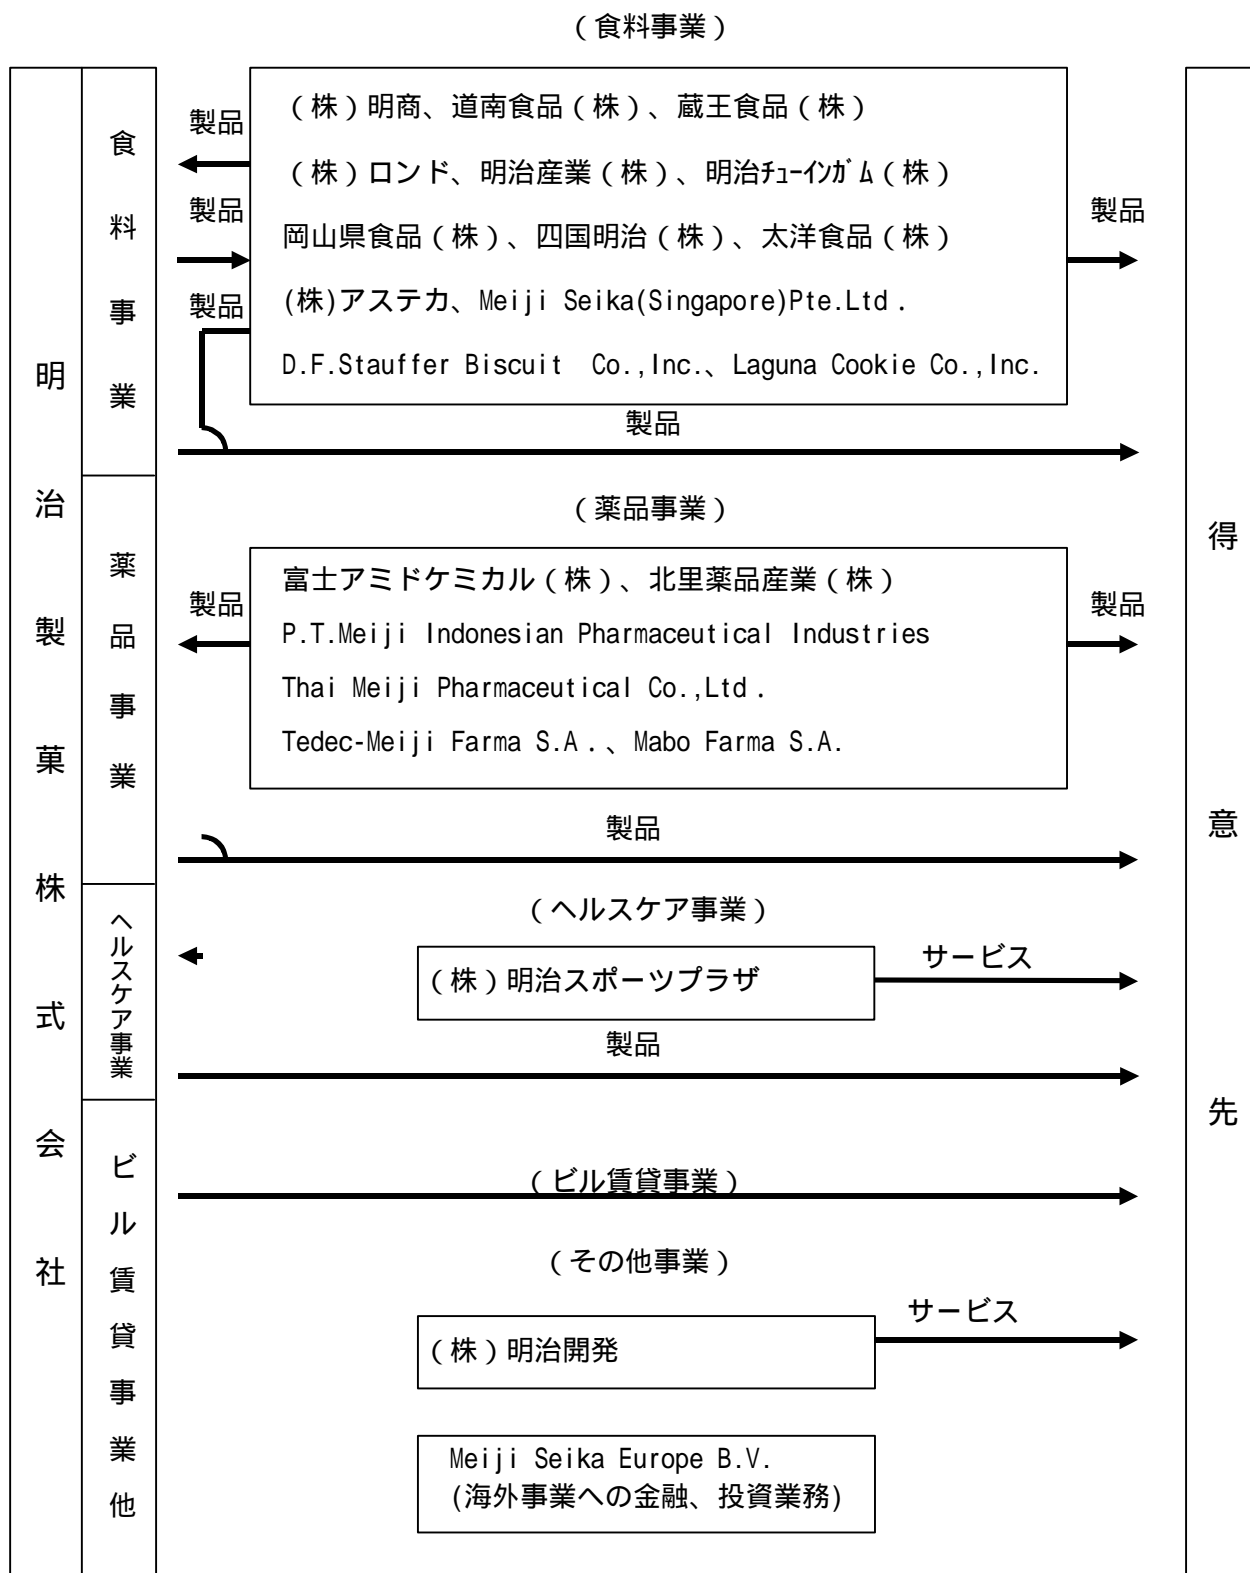 （食料事業）
明治製菓株式会社
食料事業
製品
（株）明商、道南食品（株）、蔵王食品（株）
（株）ロンド、明治産業（株）、明治ﾁｭｰｲﾝｶﾞﾑ（株）
製品
製品
岡山県食品（株）、四国明治（株）、太洋食品（株）
製品
(株)アステカ、Meiji Seika(Singapore)Pte.Ltd.
D.F.Stauffer Biscuit Co.,Inc.、Laguna Cookie Co.,Inc.
製品
得意先
薬品事業
（薬品事業）
富士アミドケミカル（株）、北里薬品産業（株）
製品
製品
P.T.Meiji Indonesian Pharmaceutical Industries
Thai Meiji Pharmaceutical Co.,Ltd.
Tedec-Meiji Farma S.A.、Mabo Farma S.A.
製品
ヘルスケア事業
（ヘルスケア事業）
（株）明治スポーツプラザ
サービス
製品
ビル賃貸事業他
（ビル賃貸事業）
（その他事業）
（株）明治開発
サービス
Meiji Seika Europe B.V.
(海外事業への金融、投資業務)